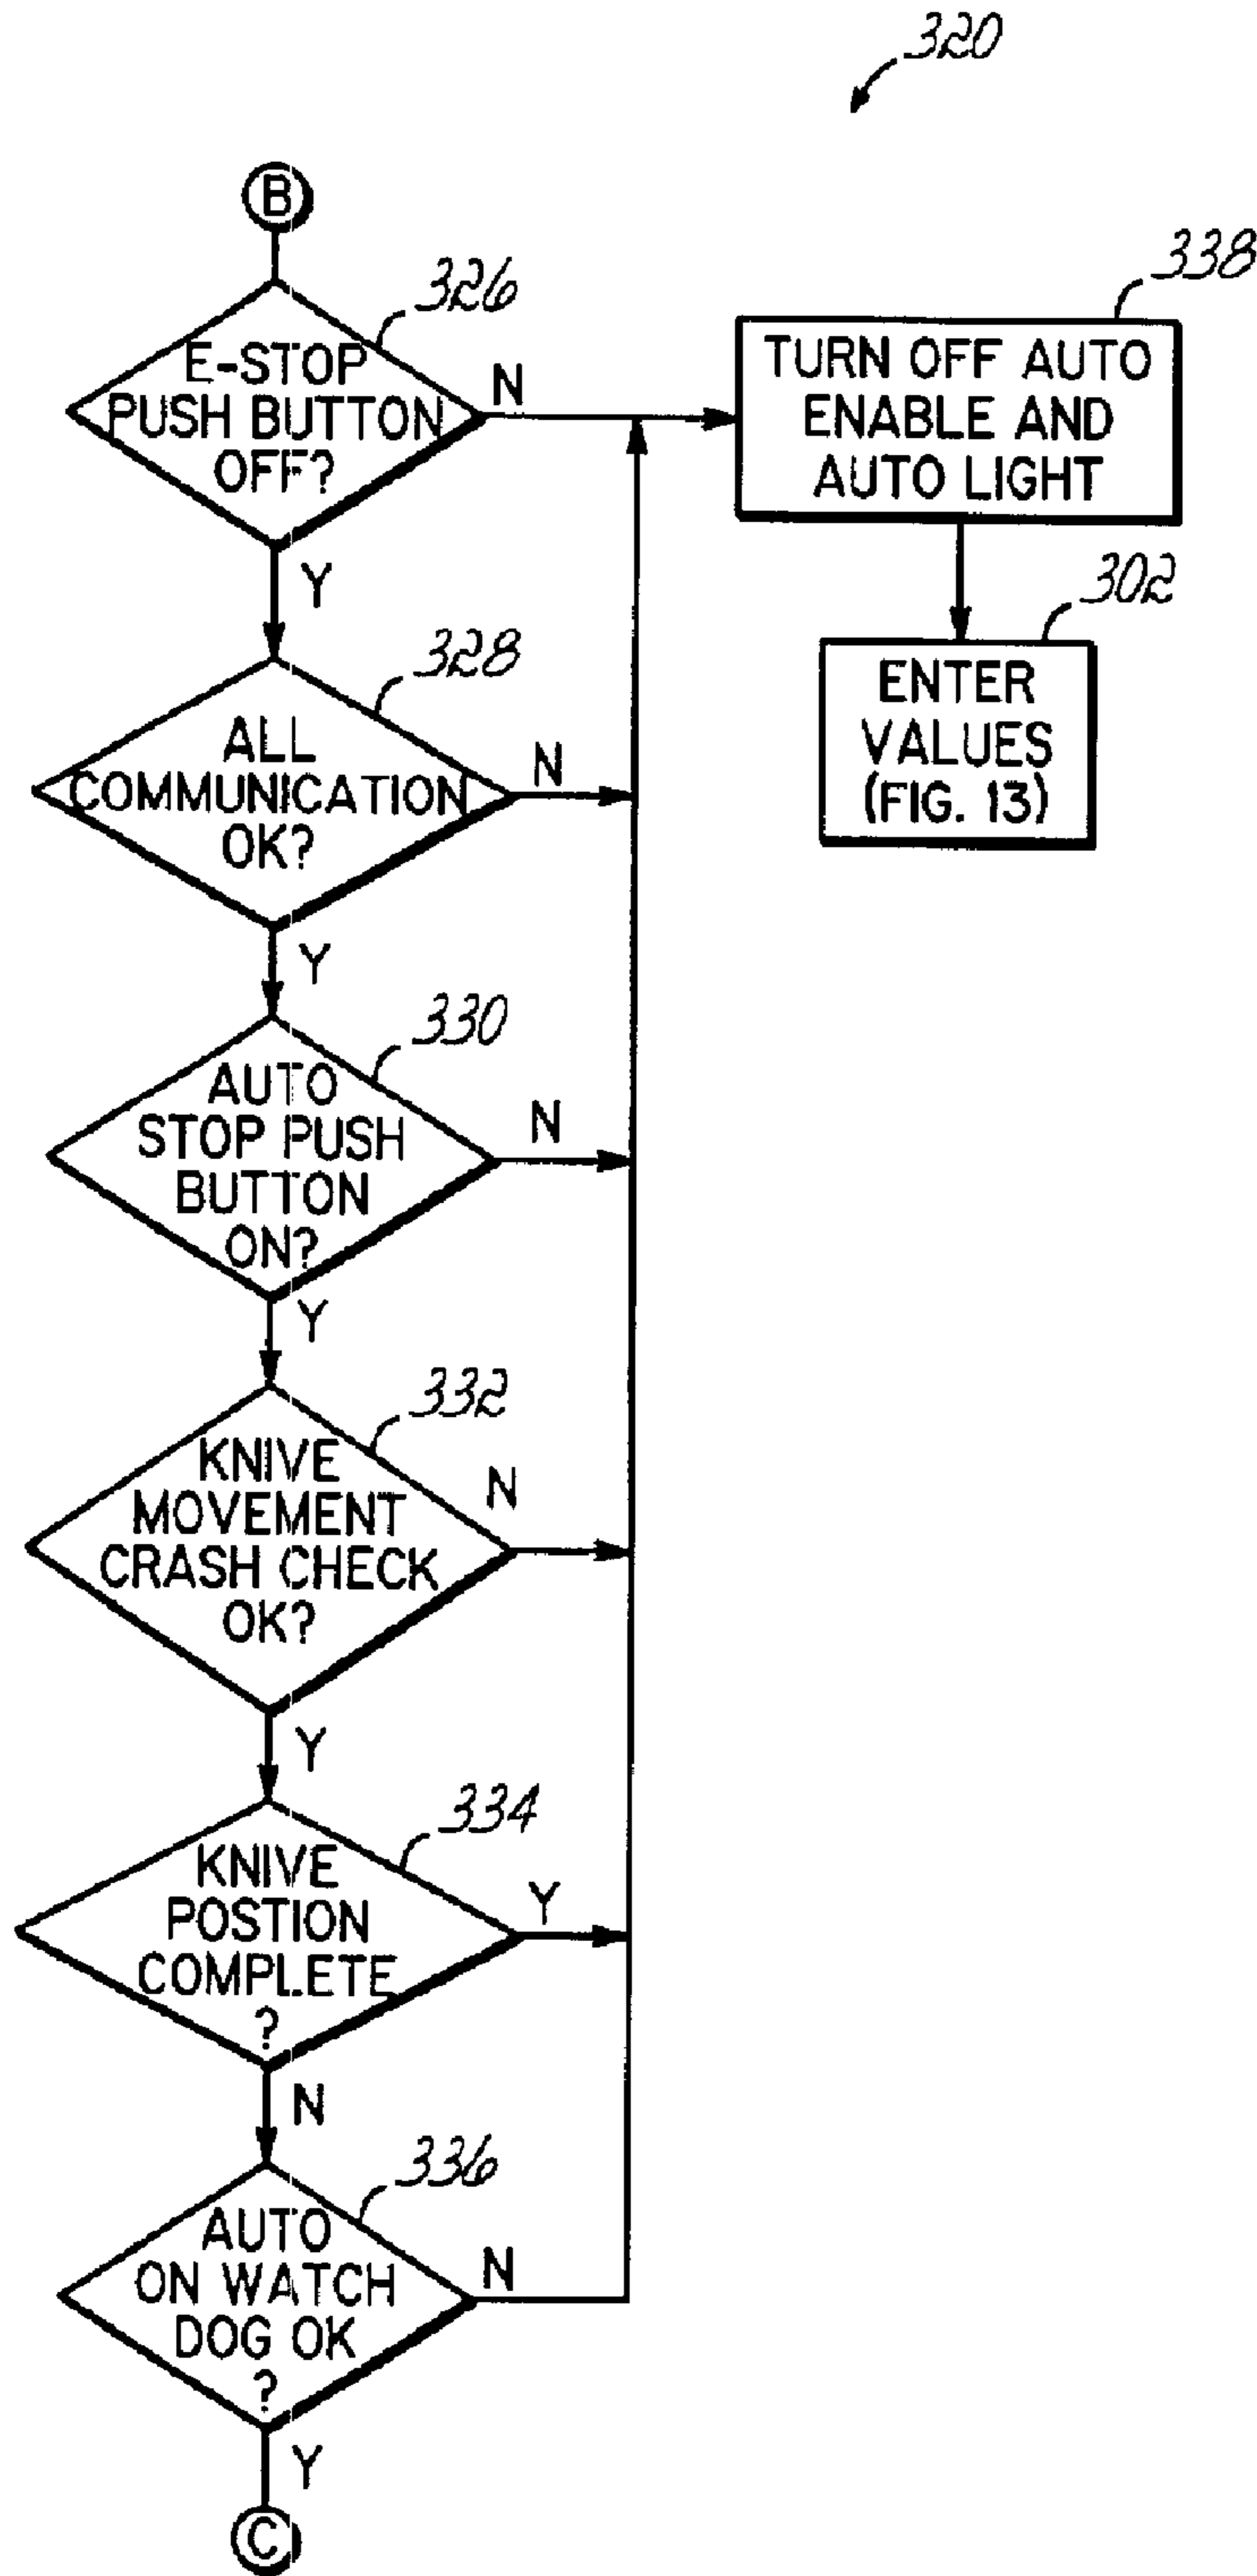 320
B
326
E-STOP
PUSH BUTTON
OFF?
N
Y
338
TURN OFF AUTO
ENABLE AND
AUTO LIGHT
302
ENTER
VALUES
(FIG. 13)
328
ALL
COMMUNICATION
OK?
N
Y
330
AUTO
STOP PUSH
BUTTON
ON?
N
Y
332
KNIVE
MOVEMENT
CRASH CHECK
OK?
N
Y
334
KNIVE
POSTION
COMPLETE
?
Y
N
336
AUTO
ON WATCH
DOG OK
?
N
Y
C